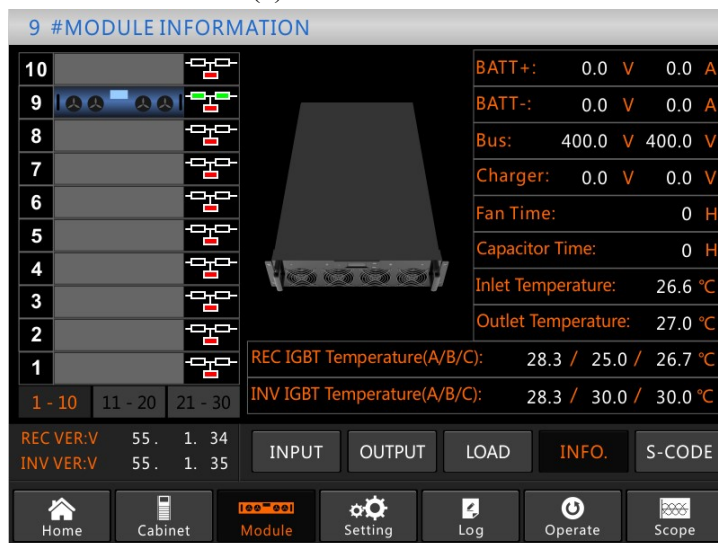 9 #MODULE INFORMATION
10
9
8
7
6
5
4
3
2
1
1 - 10 11 - 20 21 - 30
BATT+: 0.0 V 0.0 A
BATT-: 0.0 V 0.0 A
Bus: 400.0 V 400.0 V
Charger: 0.0 V 0.0 V
Fan Time: 0 H
Capacitor Time: 0 H
Inlet Temperature: 26.6 ℃
Outlet Temperature: 27.0 ℃
REC IGBT Temperature(A/B/C): 28.3 / 25.0 / 26.7 ℃
INV IGBT Temperature(A/B/C): 28.3 / 30.0 / 30.0 ℃
REC VER:V 55. 1. 34
INV VER:V 55. 1. 35
INPUT OUTPUT LOAD INFO. S-CODE
Home Cabinet Module Setting Log Operate Scope